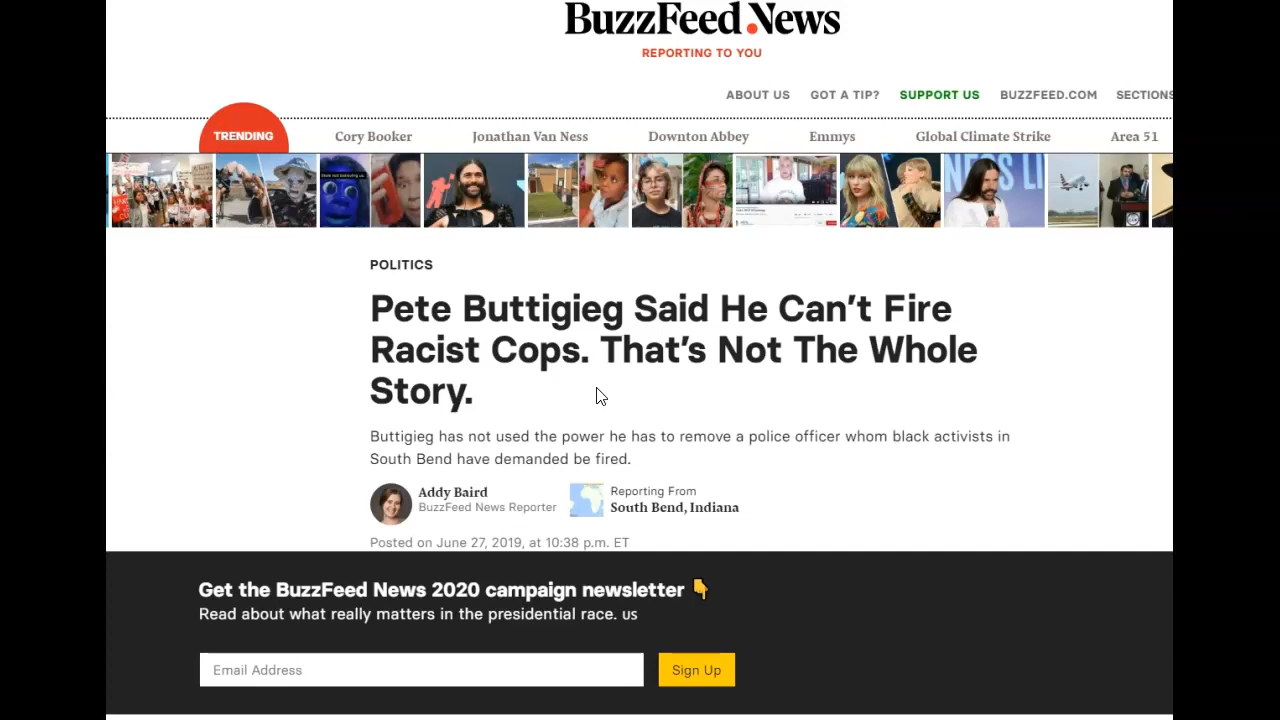 BuzzFeed News
REPORTING TO YOU
ABOUT US GOT A TIP? SUPPORT US BUZZFEED.COM SECTIONS
TRENDING Cory Booker Jonathan Van Ness Downton Abbey Emmys Global Climate Strike Area 51
POLITICS
Pete Buttigieg Said He Can’t Fire
Racist Cops. That’s Not The Whole
Story.
Buttigieg has not used the power he has to remove a police officer whom black activists in
South Bend have demanded be fired.
Addy Baird
BuzzFeed News Reporter
Reporting From
South Bend, Indiana
Posted on June 27, 2019, at 10:38 p.m. ET
Get the BuzzFeed News 2020 campaign newsletter 👇
Read about what really matters in the presidential race. us
Email Address
Sign Up